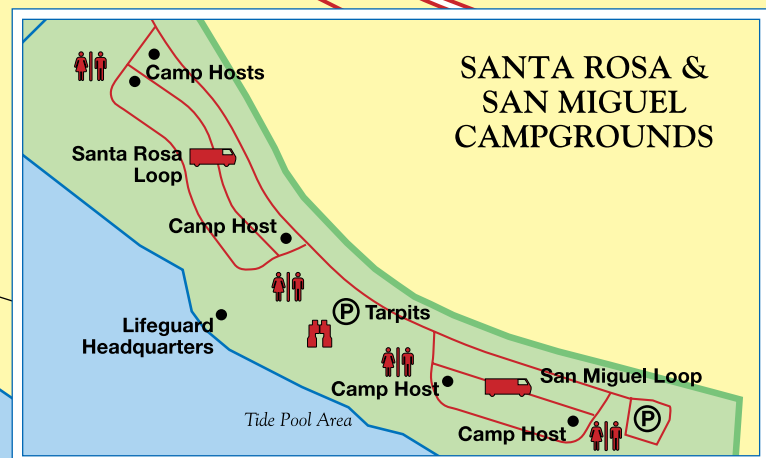 SANTA ROSA &
SAN MIGUEL
CAMPGROUNDS
Camp Hosts
Santa Rosa
Loop
Camp Host
P Tarpits
Lifeguard
Headquarters
San Miguel Loop
Camp Host
Tide Pool Area
P
Camp Host